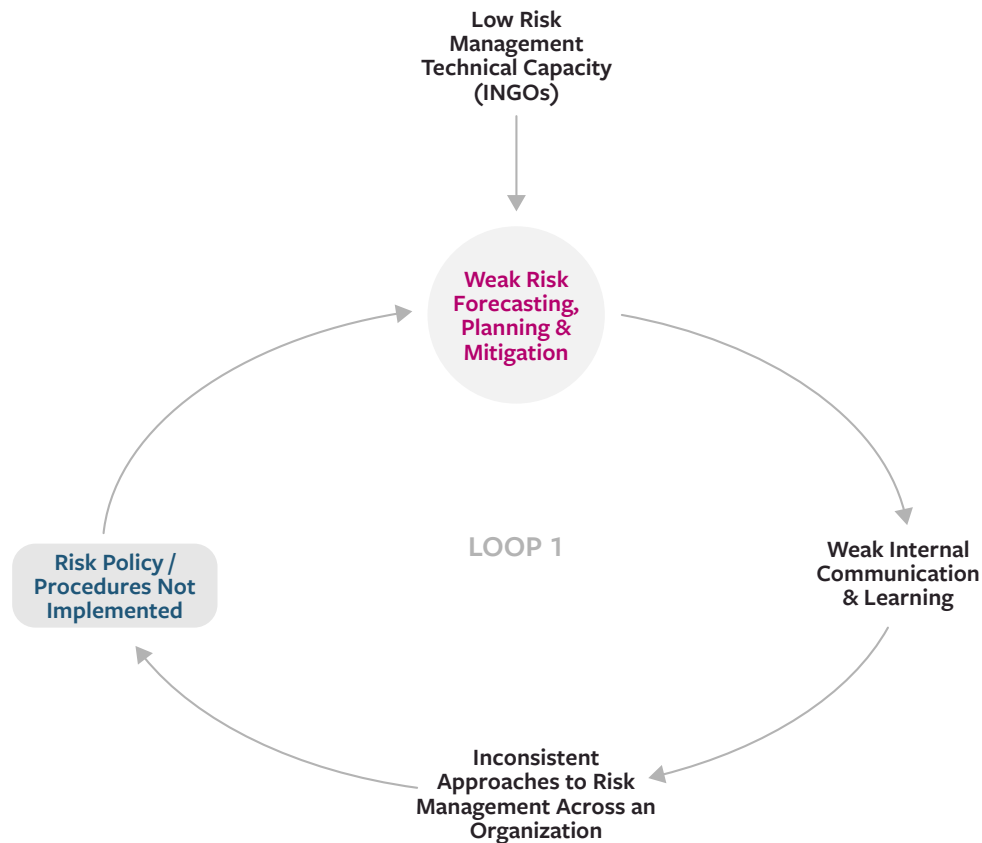 Low Risk
Management
Technical Capacity
(INGOs)
Weak Risk
Forecasting,
Planning &
Mitigation
LOOP 1
Weak Internal
Communication
& Learning
Risk Policy /
Procedures Not
Implemented
Inconsistent
Approaches to Risk
Management Across an
Organization